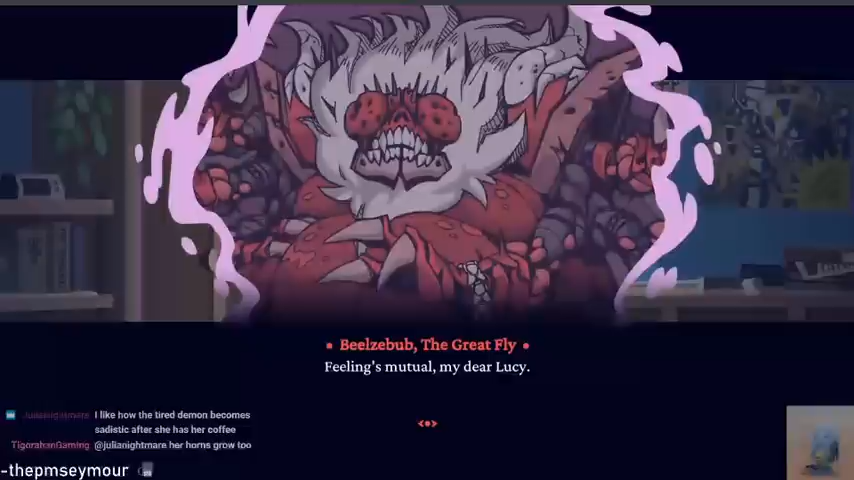 Beelzebub, The Great Fly
Feeling's mutual, my dear Lucy.
julianightmare I like how the tired demon becomes
sadistic after she has her coffee
TigorahanGaming @julianightmare her horns grow too
-thepmseymour